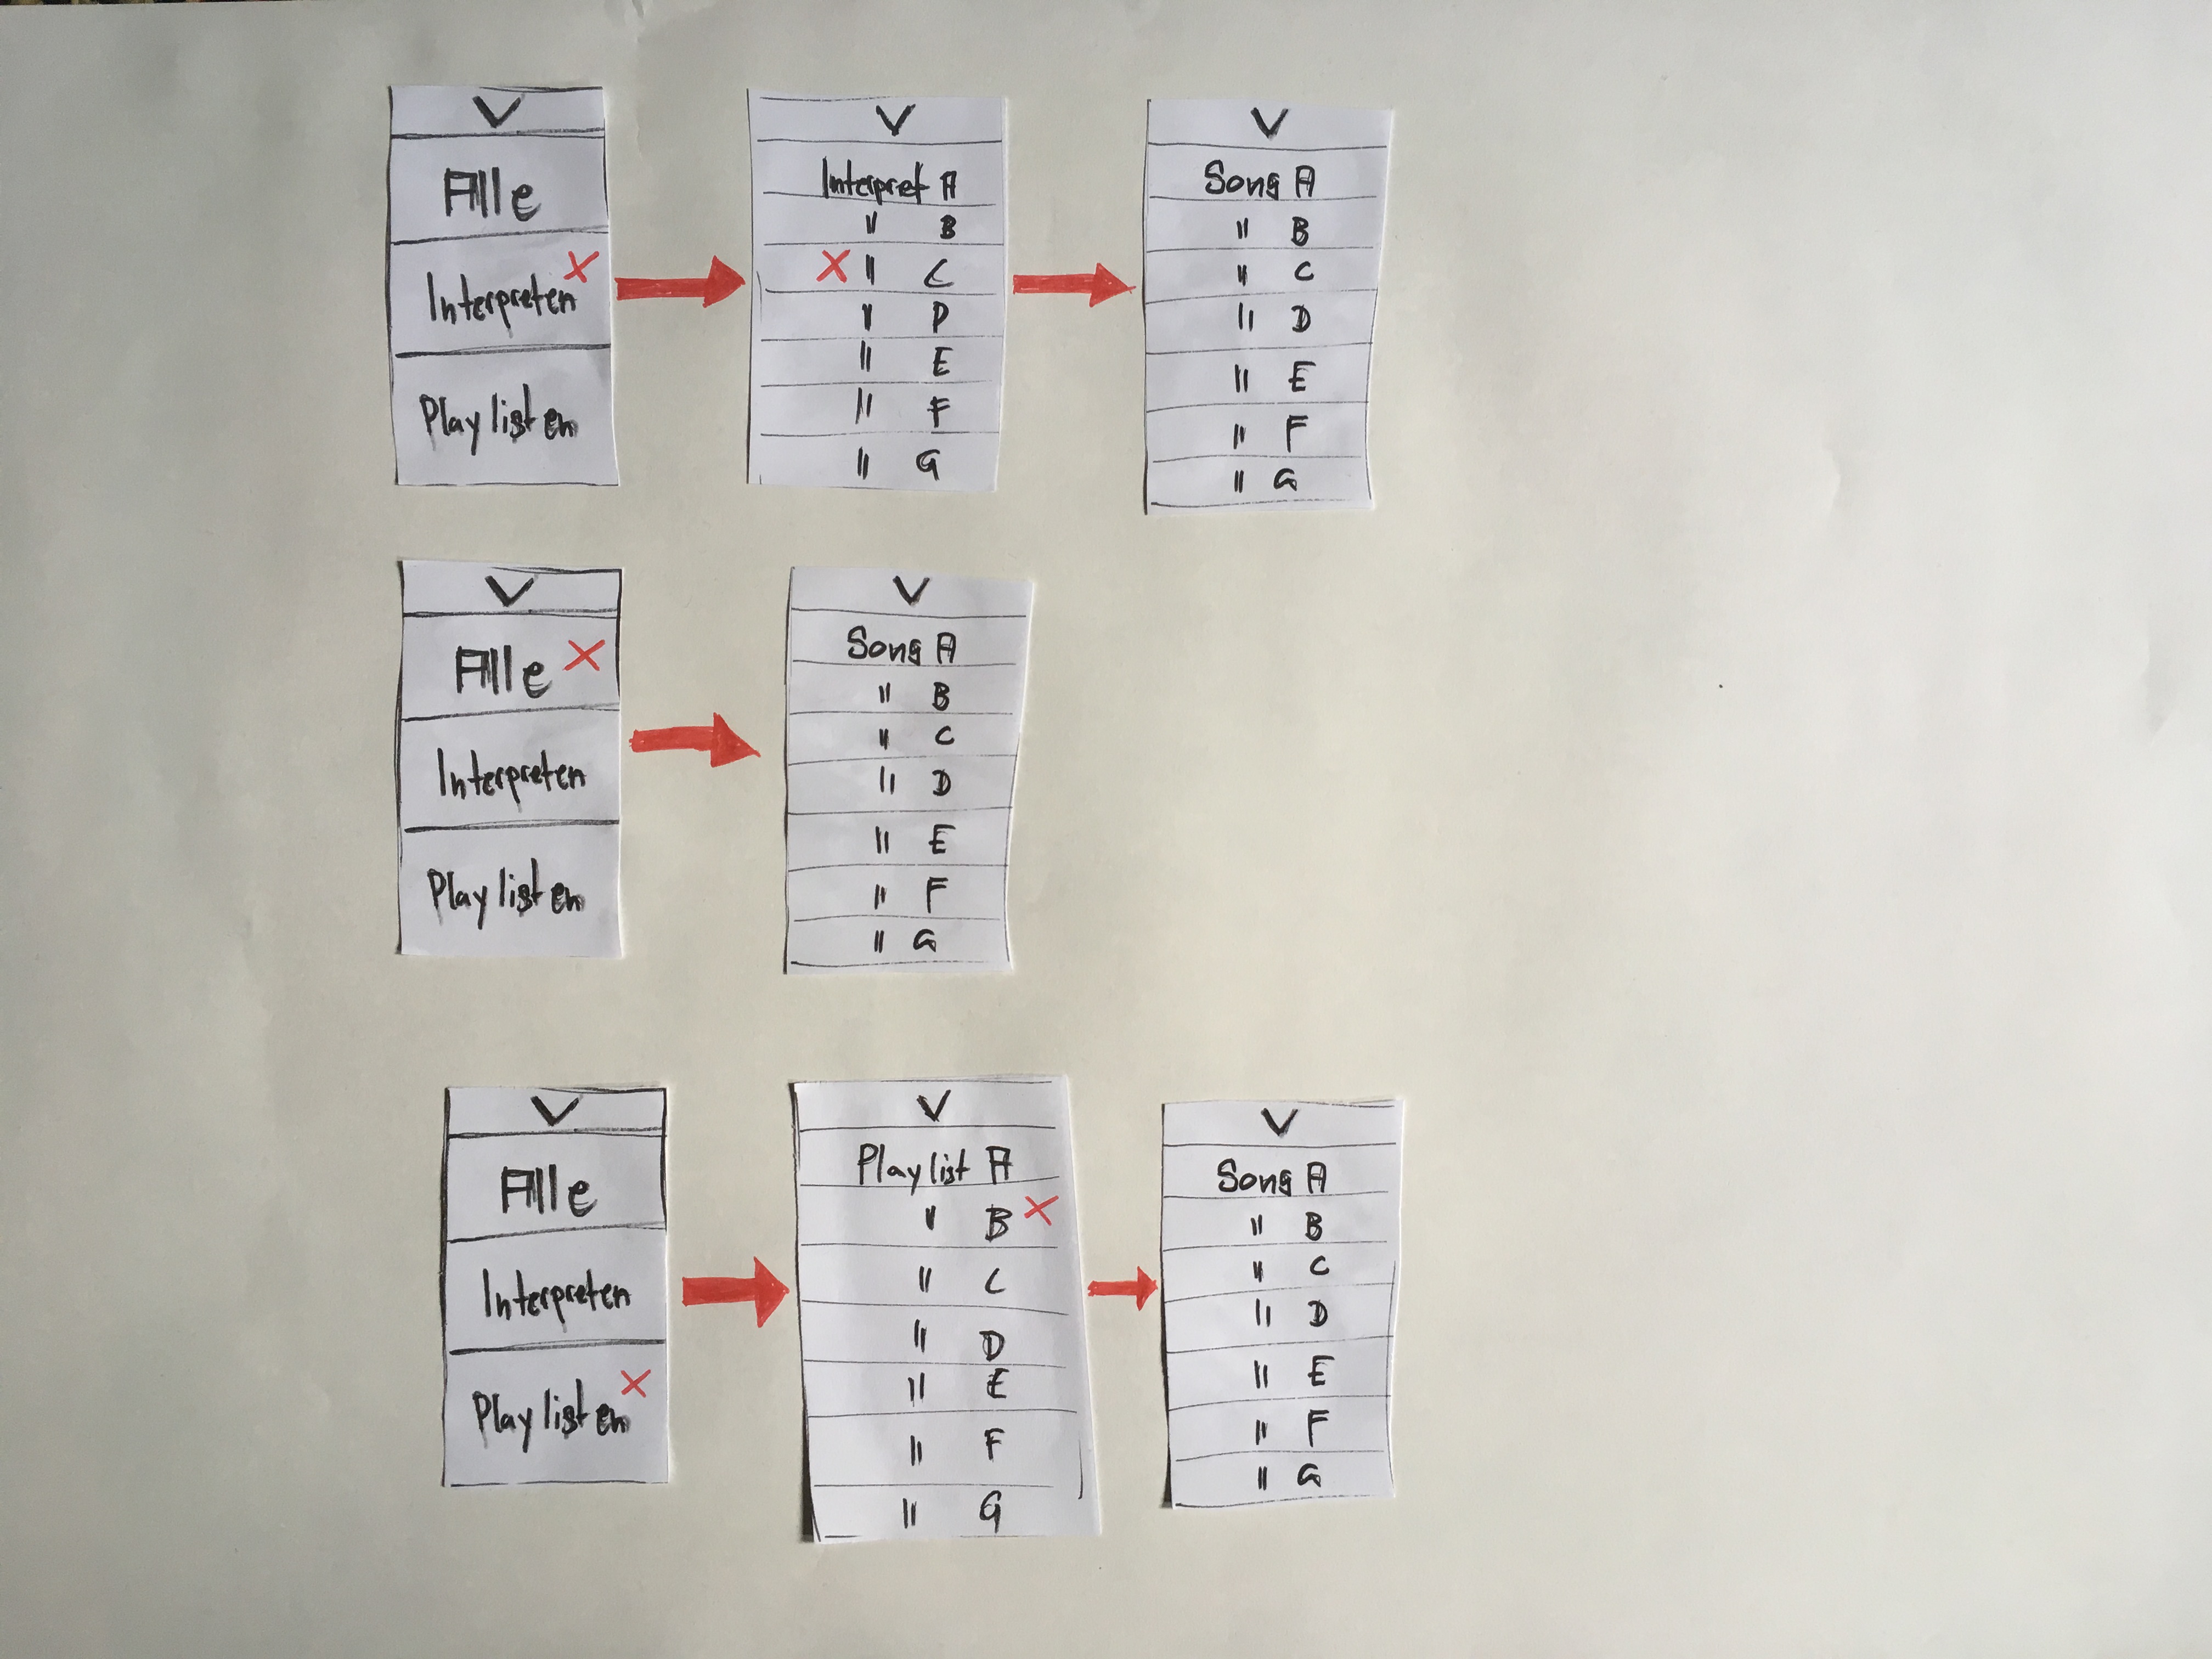 V
Alle
Interpreten X
Playlisten
V
Interpret A
" B
X " C
" D
" E
" F
" G
V
Song A
" B
" C
" D
" E
" F
" G
V
Alle X
Interpreten
Playlisten
V
Song A
" B
" C
" D
" E
" F
" G
V
Alle
Interpreten
Playlisten X
V
Playlist A
" B X
" C
" D
" E
" F
" G
V
Song A
" B
" C
" D
" E
" F
" G